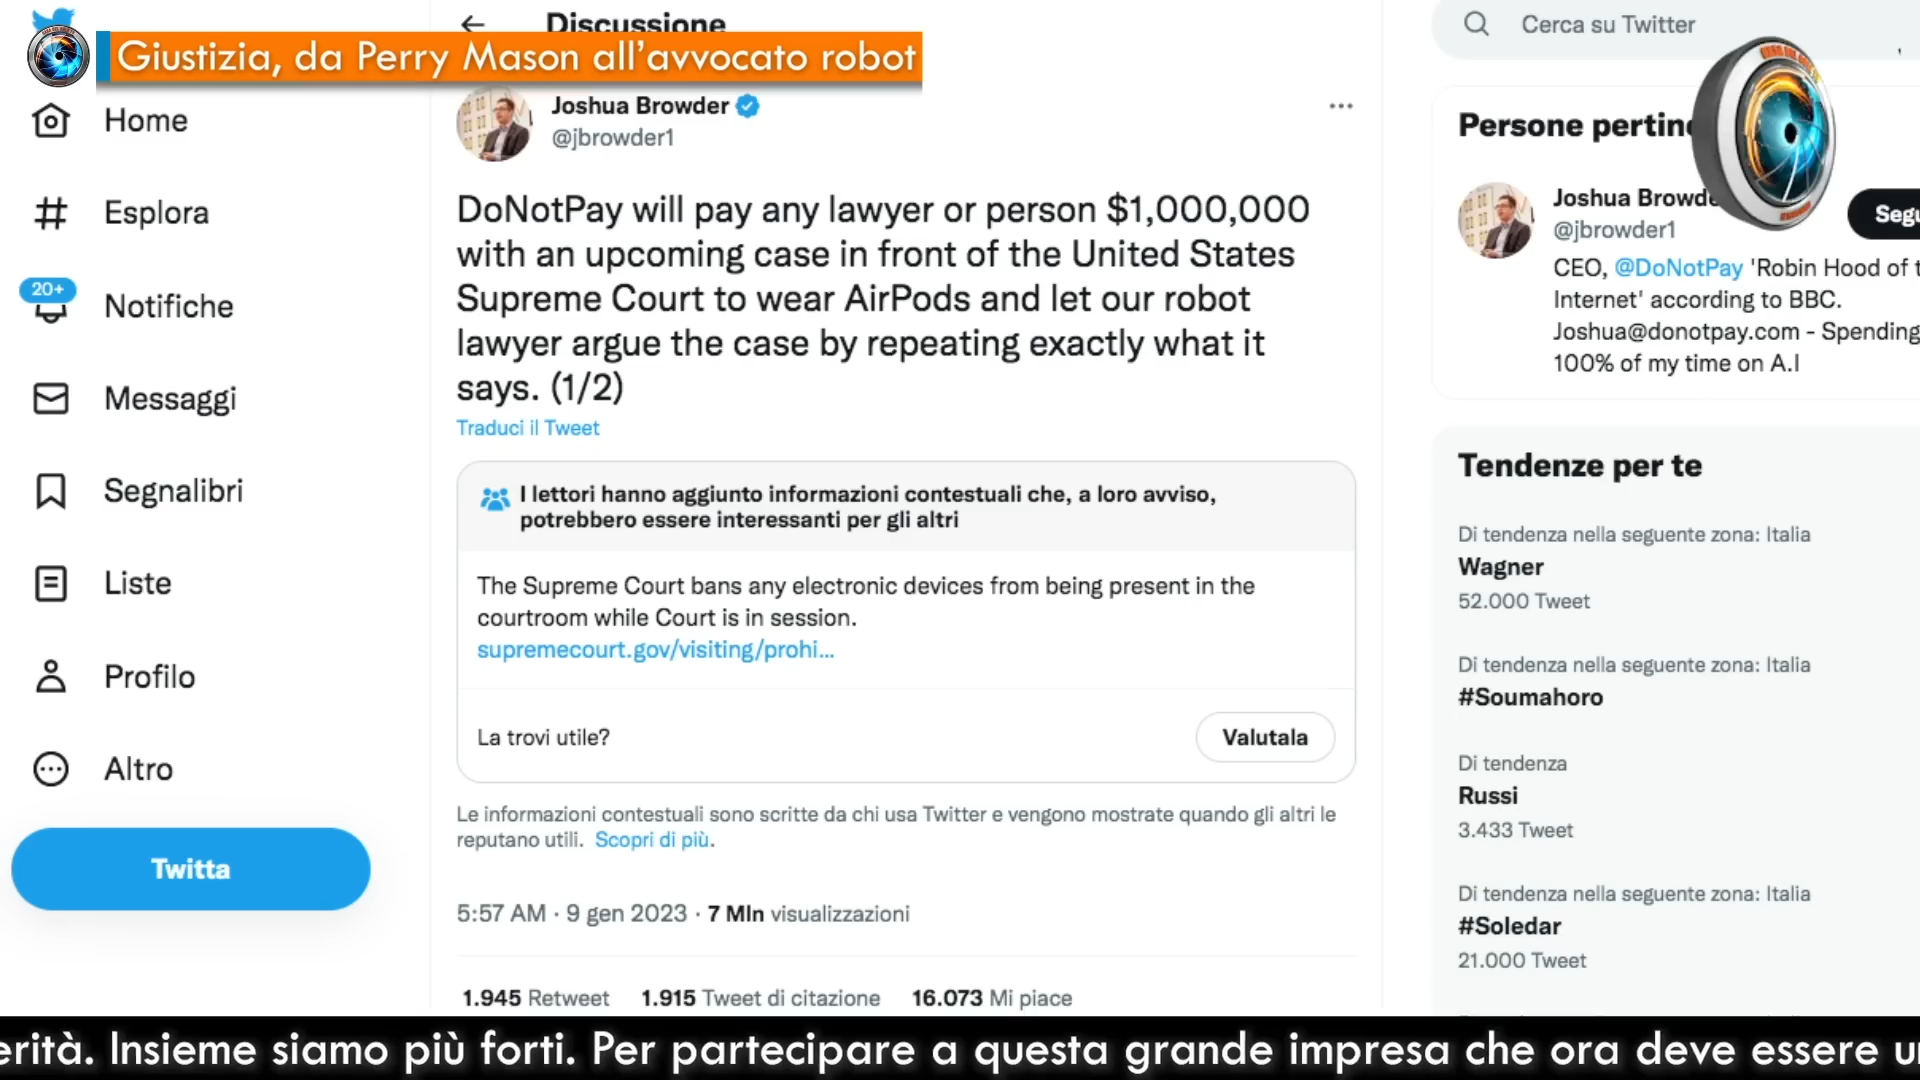 Giustizia, da Perry Mason all'avvocato robot
Home
Esplora
20+
Notifiche
Messaggi
Segnalibri
Liste
Profilo
Altro
Twitta
Discussione
Joshua Browder
@jbrowder1
DoNotPay will pay any lawyer or person $1,000,000
with an upcoming case in front of the United States
Supreme Court to wear AirPods and let our robot
lawyer argue the case by repeating exactly what it
says. (1/2)
Traduci il Tweet
I lettori hanno aggiunto informazioni contestuali che, a loro avviso,
potrebbero essere interessanti per gli altri
The Supreme Court bans any electronic devices from being present in the
courtroom while Court is in session.
supremecourt.gov/visiting/prohi...
La trovi utile?
Valutala
Le informazioni contestuali sono scritte da chi usa Twitter e vengono mostrate quando gli altri le
reputano utili. Scopri di più.
5:57 AM · 9 gen 2023 · 7 Mln visualizzazioni
1.945 Retweet 1.915 Tweet di citazione 16.073 Mi piace
Cerca su Twitter
Persone pertin
Joshua Browde
@jbrowder1
Segu
CEO, @DoNotPay 'Robin Hood of t
Internet' according to BBC.
Joshua@donotpay.com - Spending
100% of my time on A.I
Tendenze per te
Di tendenza nella seguente zona: Italia
Wagner
52.000 Tweet
Di tendenza nella seguente zona: Italia
#Soumahoro
Di tendenza
Russi
3.433 Tweet
Di tendenza nella seguente zona: Italia
#Soledar
21.000 Tweet
erità. Insieme siamo più forti. Per partecipare a questa grande impresa che ora deve essere u